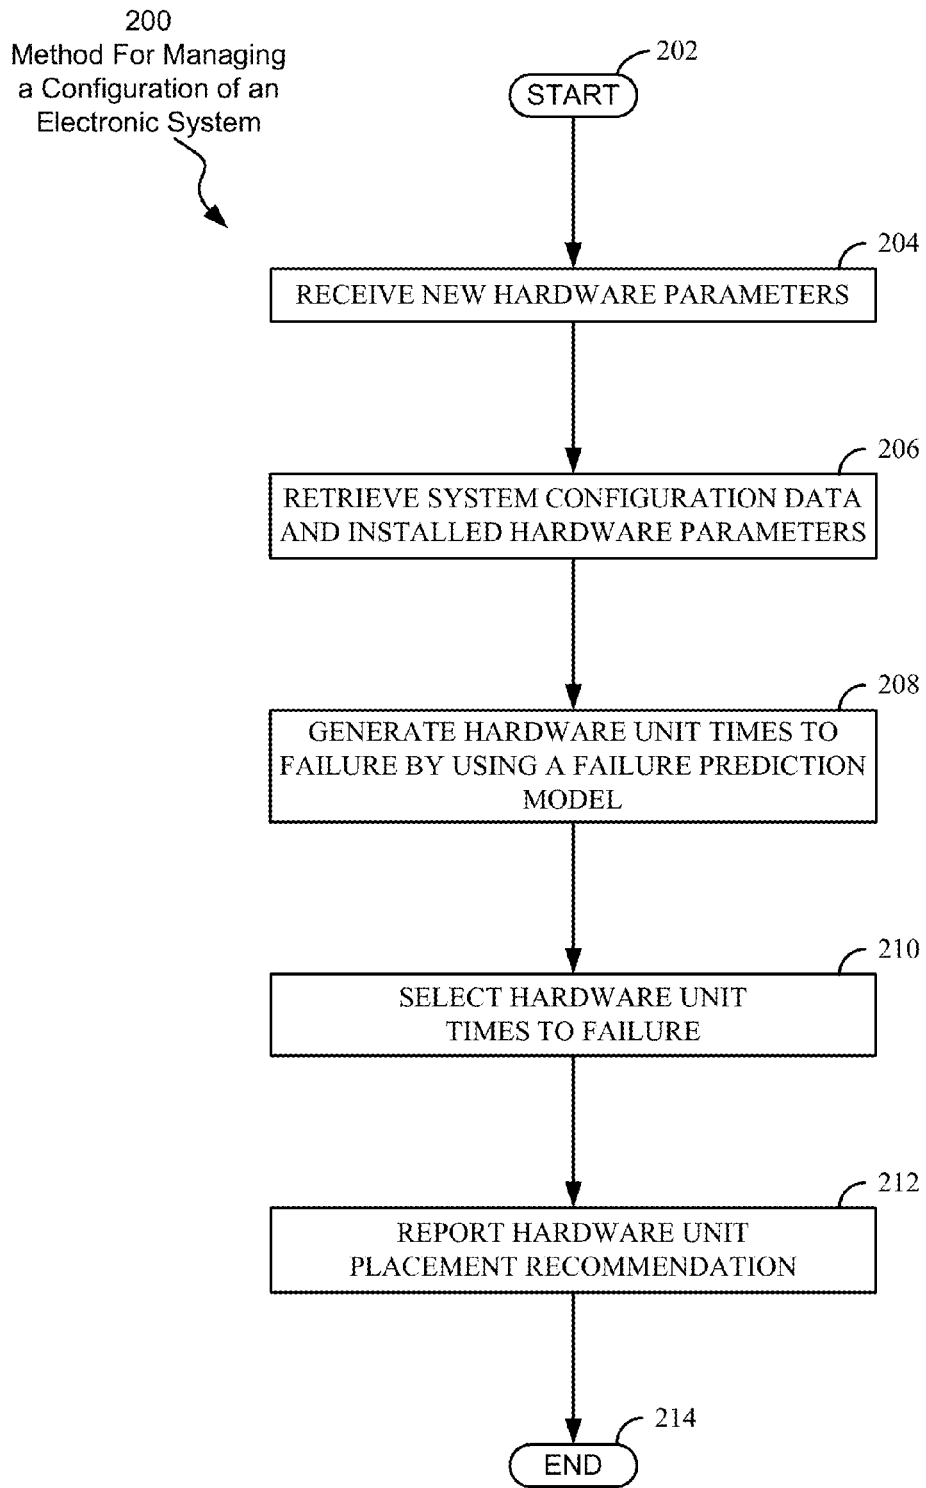 200
Method For Managing
a Configuration of an
Electronic System
202
START
204
RECEIVE NEW HARDWARE PARAMETERS
206
RETRIEVE SYSTEM CONFIGURATION DATA
AND INSTALLED HARDWARE PARAMETERS
208
GENERATE HARDWARE UNIT TIMES TO
FAILURE BY USING A FAILURE PREDICTION
MODEL
210
SELECT HARDWARE UNIT
TIMES TO FAILURE
212
REPORT HARDWARE UNIT
PLACEMENT RECOMMENDATION
214
END